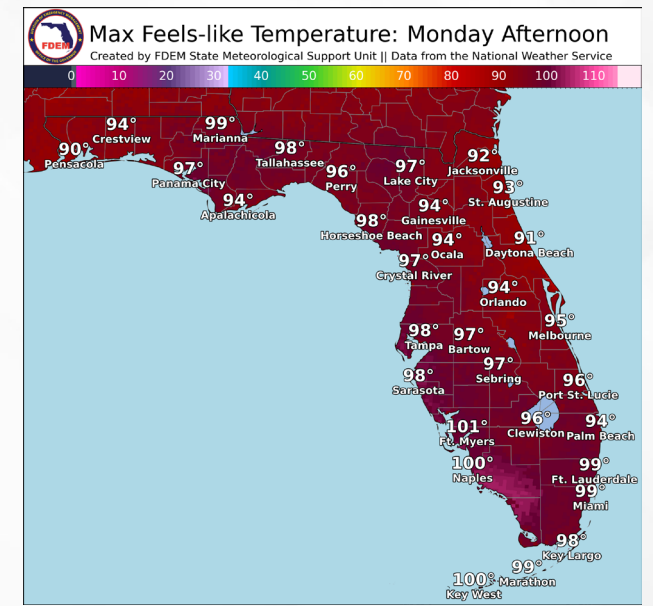 FDEM
Max Feels-like Temperature: Monday Afternoon
Created by FDEM State Meteorological Support Unit || Data from the National Weather Service
0 10 20 30 40 50 60 70 80 90 100 110
94°
Crestview
99°
Marianna
90°
Pensacola
98°
Tallahassee
92°
Jacksonville
97°
Panama City
96°
Perry
97°
Lake City
93°
St. Augustine
94°
Apalachicola
94°
Gainesville
98°
Horseshoe Beach
94°
Ocala
91°
Daytona Beach
97°
Crystal River
94°
Orlando
95°
Melbourne
98°
Tampa
97°
Bartow
97°
Sebring
98°
Sarasota
96°
Port St. Lucie
96°
Clewiston
94°
Palm Beach
101°
Ft. Myers
100°
Naples
99°
Ft. Lauderdale
99°
Miami
98°
Key Largo
99°
Marathon
100°
Key West